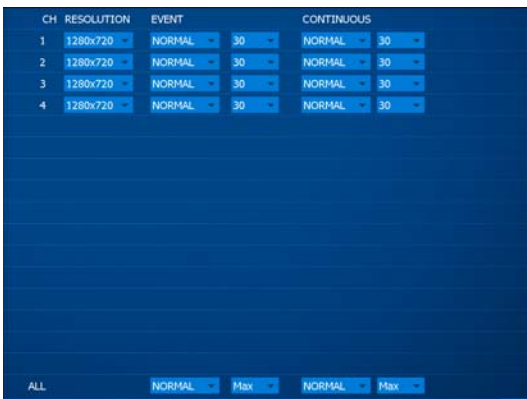 CH RESOLUTION EVENT CONTINUOUS
1 1280x720 NORMAL 30 NORMAL 30
2 1280x720 NORMAL 30 NORMAL 30
3 1280x720 NORMAL 30 NORMAL 30
4 1280x720 NORMAL 30 NORMAL 30
ALL NORMAL Max NORMAL Max